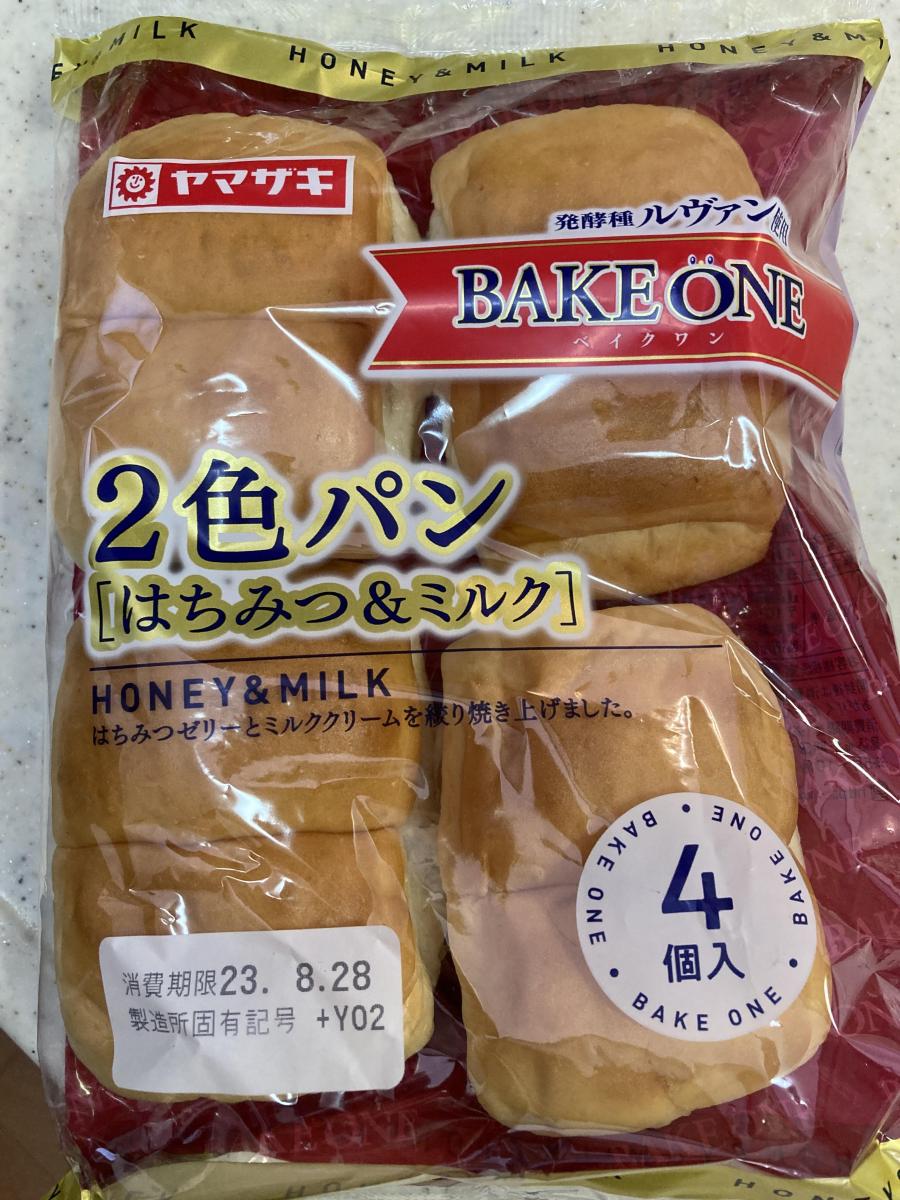 MILK HONEY & MILK HONEY & M
ヤマザキ
発酵種 ルヴァン使用
BAKE ONE
ベイクワン
2色パン
[はちみつ&ミルク]
HONEY&MILK
はちみつゼリーとミルククリームを絞り焼き上げました。
BAKE ONE • BAKE ONE • BAKE ONE • BAKE ONE •
4
個入
消費期限23. 8.28
製造所固有記号 +Y02
BAKE ONE